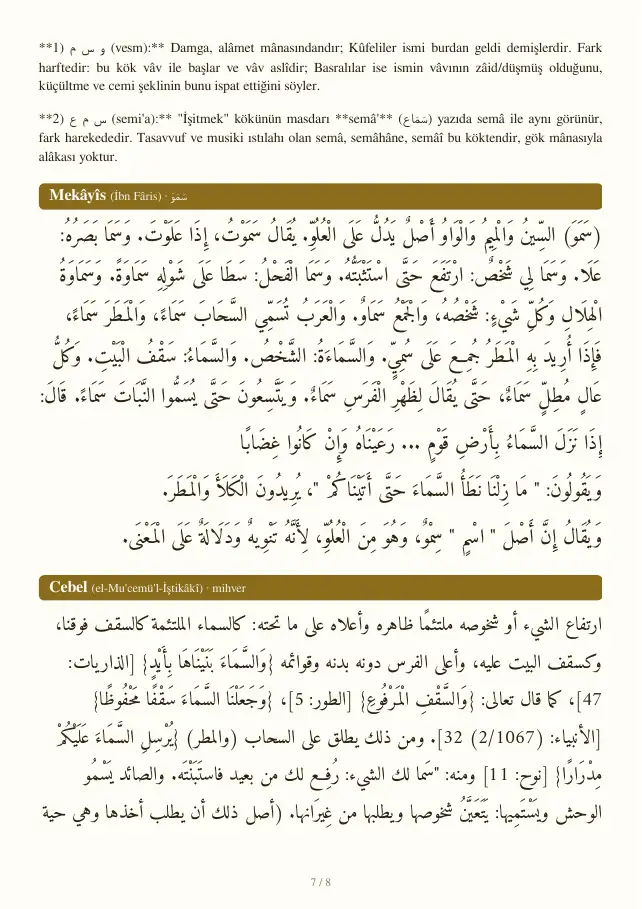 **1) و س م (vesm):** Damga, alâmet mânasındandır; Kûfeliler ismi burdan geldi demişlerdir. Fark
harftedir: bu kök vâv ile başlar ve vâv aslîdir; Basralılar ise ismin vâvının zâid/düşmüş olduğunu,
küçültme ve cemi şeklinin bunu ispat ettiğini söyler.
**2) س م ع (semi'a):** "İşitmek" kökünün masdarı **semâ'** (سَمَاع) yazıda semâ ile aynı görünür,
fark harekededir. Tasavvuf ve musiki ıstılahı olan semâ, semâhâne, semâî bu köktendir, gök mânasıyla
alâkası yoktur.
Mekâyîs (İbn Fâris) · سَمَوَ
(سَمَوَ) السِّينُ وَالْمِيمُ وَالْوَاوُ أَصْلٌ يَدُلُّ عَلَى الْعُلُوِّ. يُقَالُ سَمَوْتُ، إِذَا عَلَوْتَ. وَسَمَا بَصَرُهُ:
عَلَا. وَسَمَا لِي شَخْصٌ: ارْتَفَعَ حَتَّى اسْتَثْبَتُّهُ. وَسَمَا الْفَحْلُ: سَطَا عَلَى شَوْلِهِ سَمَاوَةً. وَسَمَاوَةُ
الْهِلَالِ وَكُلِّ شَيْءٍ: شَخْصُهُ، وَالْجَمْعُ سَمَاوٌ. وَالْعَرَبُ تُسَمِّي السَّحَابَ سَمَاءً، وَالْمَطَرَ سَمَاءً،
فَإِذَا أُرِيدَ بِهِ الْمَطَرُ جُمِعَ عَلَى سُمِيٍّ. وَالسَّمَاءَةُ: الشَّخْصُ. وَالسَّمَاءُ: سَقْفُ الْبَيْتِ. وَكُلُّ
عَالٍ مُطِلٍّ سَمَاءٌ، حَتَّى يُقَالَ لِظَهْرِ الْفَرَسِ سَمَاءٌ. وَيَتَّسِعُونَ حَتَّى يُسَمُّوا النَّبَاتَ سَمَاءً. قَالَ:
إِذَا نَزَلَ السَّمَاءُ بِأَرْضِ قَوْمٍ ... رَعَيْنَاهُ وَإِنْ كَانُوا غِضَابًا
وَيَقُولُونَ: " مَا زِلْنَا نَطَأُ السَّمَاءَ حَتَّى أَتَيْنَاكُمْ "، يُرِيدُونَ الْكَلَأَ وَالْمَطَرَ.
وَيُقَالُ إِنَّ أَصْلَ " اسْمٍ " سِمْوٌ، وَهُوَ مِنَ الْعُلُوِّ، لِأَنَّهُ تَنْوِيهٌ وَدَلَالَةٌ عَلَى الْمَعْنَى.
Cebel (el-Mu'cemü'l-İştikâkî) · mihver
ارتفاع الشيء أو شخوصه ملتئمًا ظاهره وأعلاه على ما تحته: كالسماء الملتئمة كالسقف فوقنا،
وكسقف البيت عليه، وأعلى الفرس دونه بدنه وقوائمه {وَالسَّمَاءَ بَنَيْنَاهَا بِأَيْدٍ} [الذاريات:
47]، كما قال تعالى: {وَالسَّقْفِ الْمَرْفُوعِ} [الطور: 5]، {وَجَعَلْنَا السَّمَاءَ سَقْفًا مَحْفُوظًا}
[الأنبياء: (2/1067) 32]. ومن ذلك يطلق على السحاب (والمطر) {يُرْسِلِ السَّمَاءَ عَلَيْكُمْ
مِدْرَارًا} [نوح: 11] ومنه: "سَما لك الشيء: رُفِع لك من بعيد فاستَبَنْتَه. والصائد يَسْمُو
الوحش ويَسْتَمِيها: يَتَعَيَّنُ شخوصها ويطلبها من غِيرَانها. (أصل ذلك أن يطلب أخذها وهي حية
7 / 8